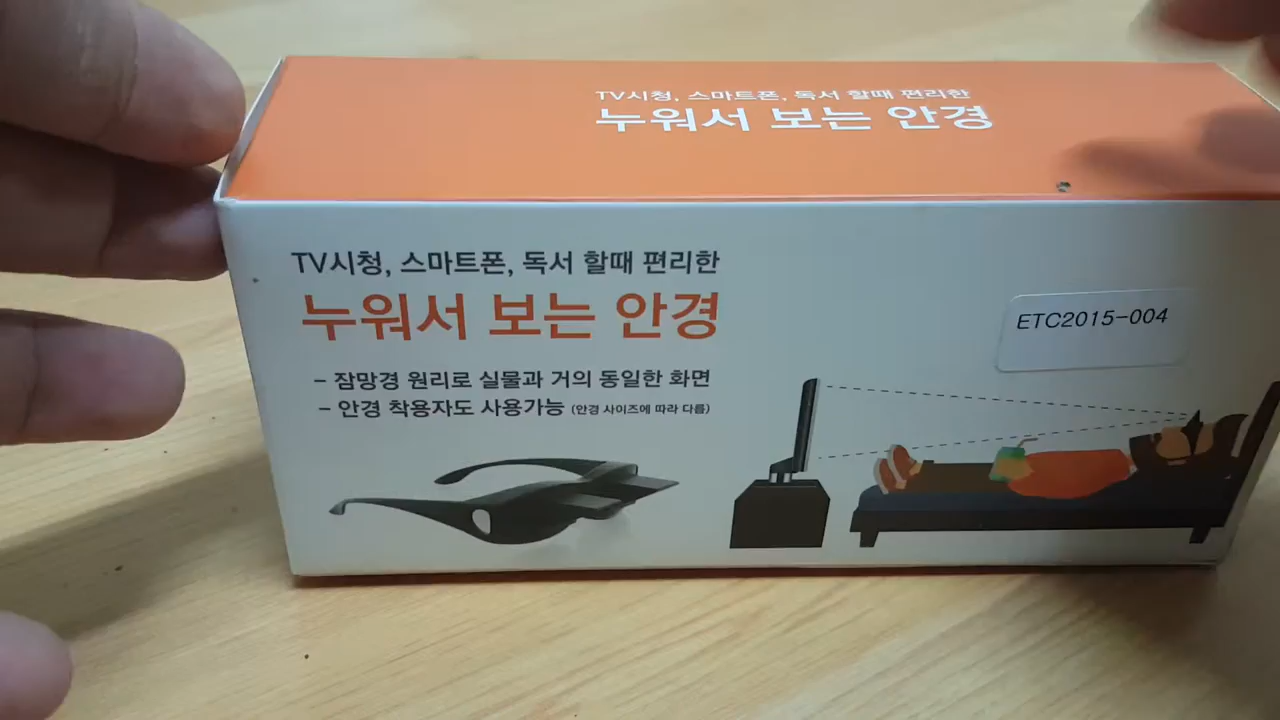 TV시청, 스마트폰, 독서 할때 편리한
누워서 보는 안경
TV시청, 스마트폰, 독서 할때 편리한
누워서 보는 안경
- 잠망경 원리로 실물과 거의 동일한 화면
- 안경 착용자도 사용가능 (안경 사이즈에 따라 다름)
ETC2015-004